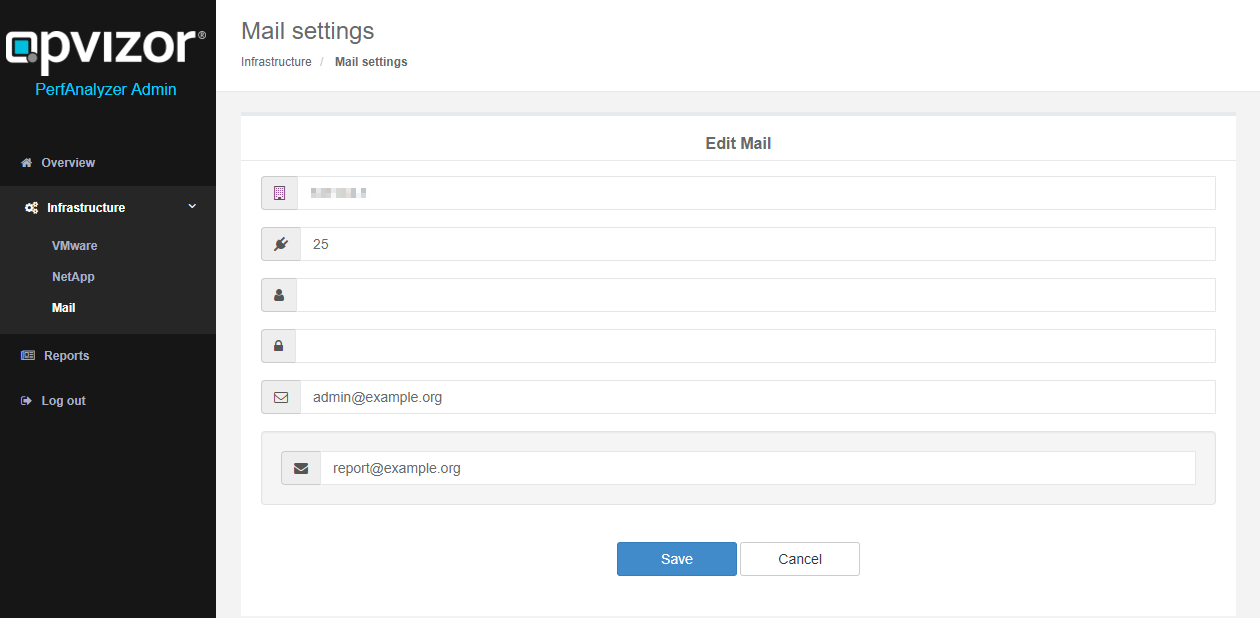 opvizor®
PerfAnalyzer Admin
Overview
Infrastructure
VMware
NetApp
Mail
Reports
Log out
Mail settings
Infrastructure / Mail settings
Edit Mail
25
admin@example.org
report@example.org
Save Cancel